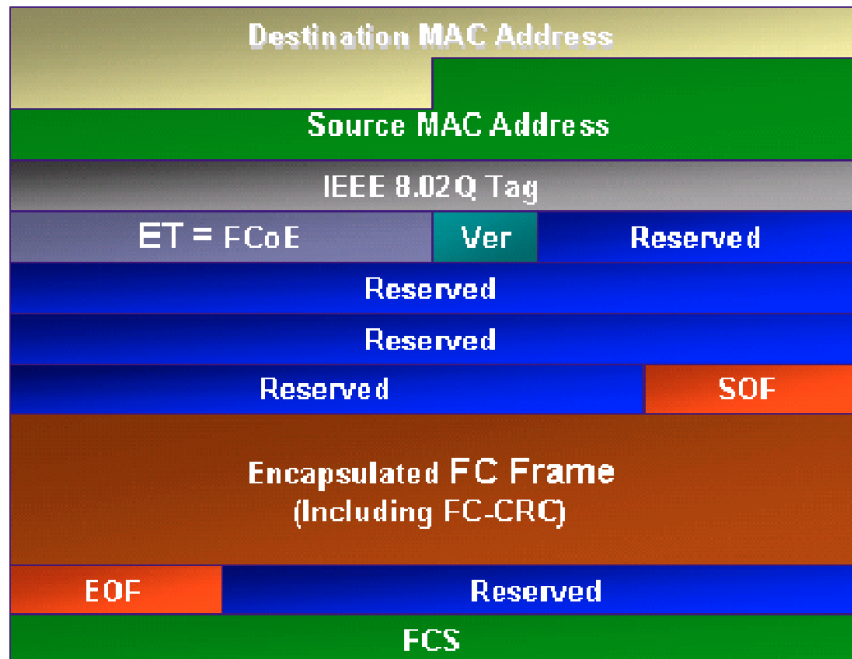 Destination MAC Address
Source MAC Address
IEEE 8.02Q Tag
ET = FCoE Ver Reserved
Reserved
Reserved
Reserved SOF
Encapsulated FC Frame
(Including FC-CRC)
EOF Reserved
FCS